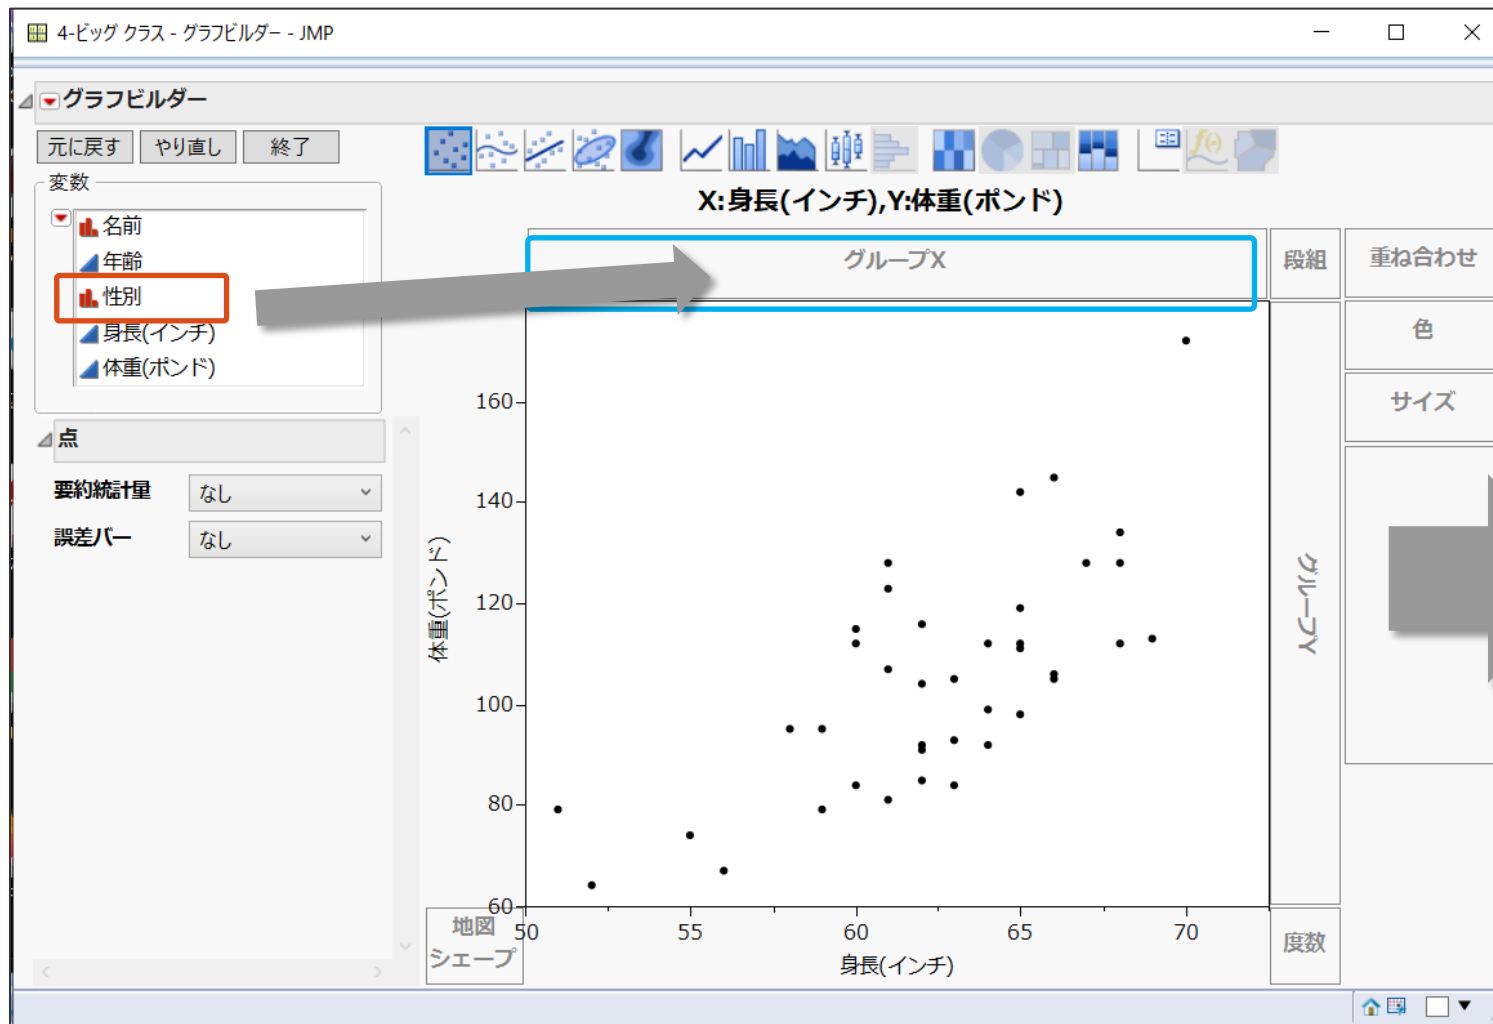 4-ビッグ クラス - グラフビルダー - JMP
グラフビルダー
元に戻す やり直し 終了
変数
名前
年齢
性別
身長(インチ)
体重(ポンド)
点
要約統計量 なし
誤差バー なし
X:身長(インチ),Y:体重(ポンド)
グループX
段組
重ね合わせ
色
サイズ
グループY
体重(ポンド)
160
140
120
100
80
60
50 55 60 65 70
身長(インチ)
地図
シェープ
度数